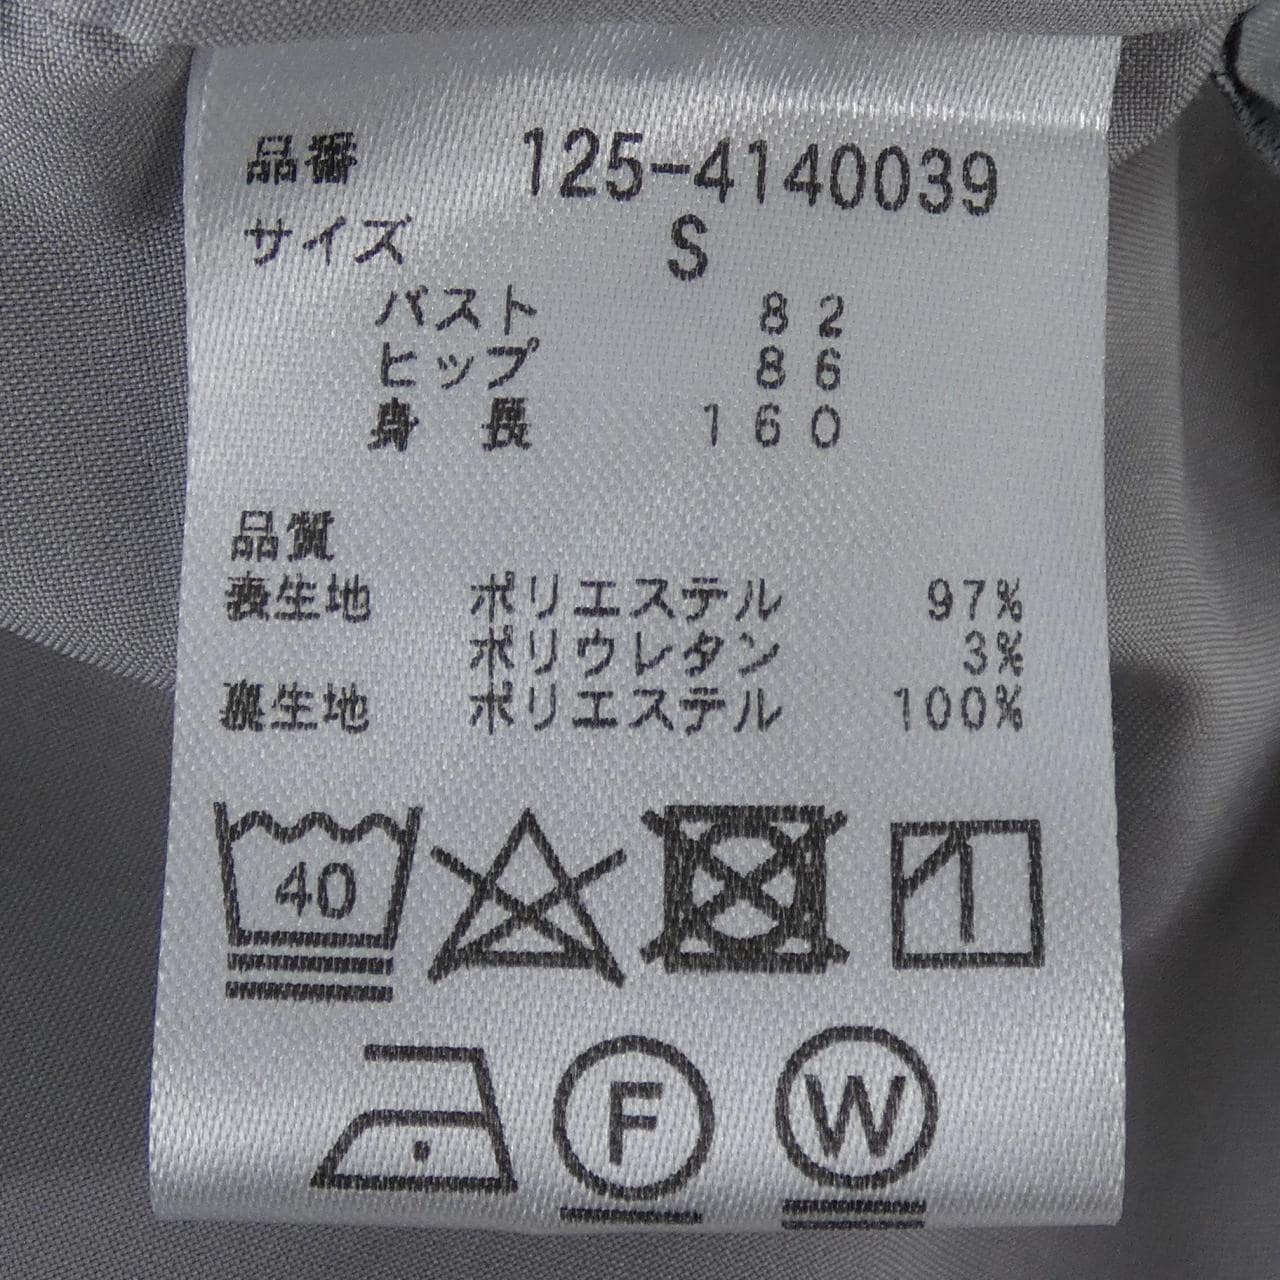 品番 125-4140039
サイズ S
バスト 82
ヒップ 86
身長 160
品質
表生地 ポリエステル 97%
ポリウレタン 3%
裏生地 ポリエステル 100%
40
F W